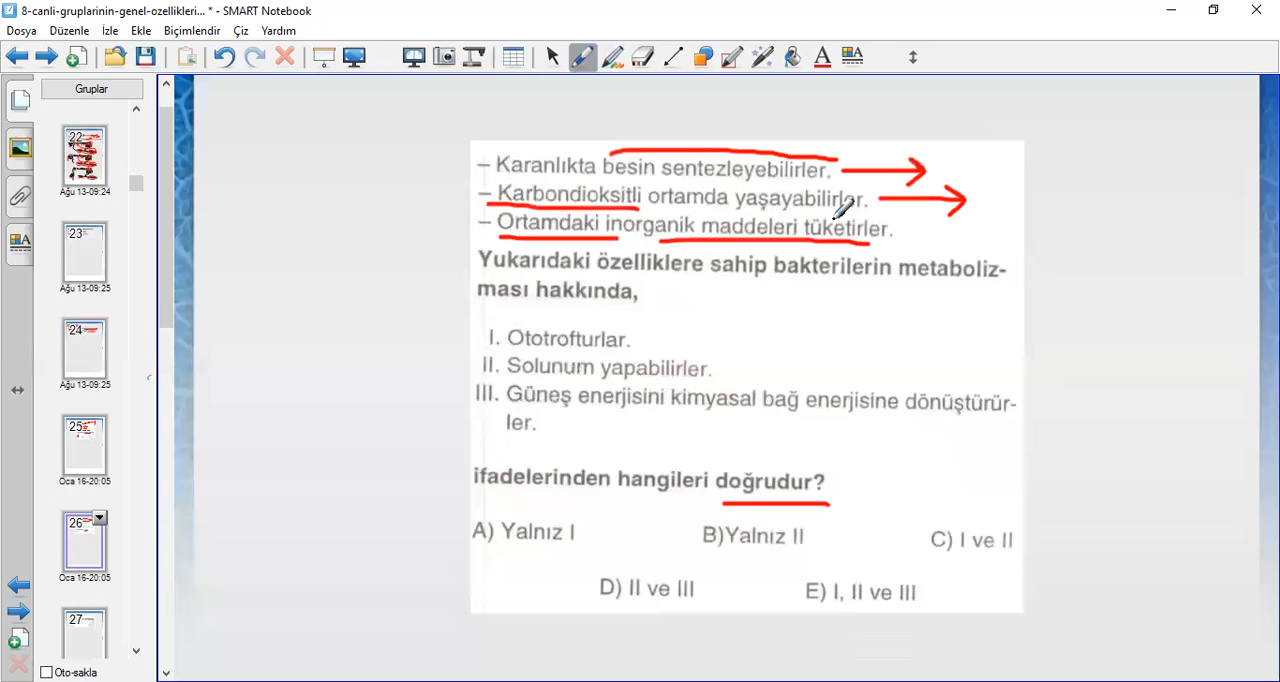 8-canli-gruplarinin-genel-ozellikleri... * - SMART Notebook
Dosya Düzenle İzle Ekle Biçimlendir Çiz Yardım
Gruplar
22
Ağu 13-09:24
23
Ağu 13-09:25
24
Ağu 13-09:25
25
Oca 16-20:05
26
Oca 16-20:05
27
Oto-sakla
– Karanlıkta besin sentezleyebilirler.
– Karbondioksitli ortamda yaşayabilirler.
– Ortamdaki inorganik maddeleri tüketirler.
Yukarıdaki özelliklere sahip bakterilerin metaboliz-
ması hakkında,
I. Ototrofturlar.
II. Solunum yapabilirler.
III. Güneş enerjisini kimyasal bağ enerjisine dönüştürür-
ler.
ifadelerinden hangileri doğrudur?
A) Yalnız I B)Yalnız II C) I ve II
D) II ve III E) I, II ve III